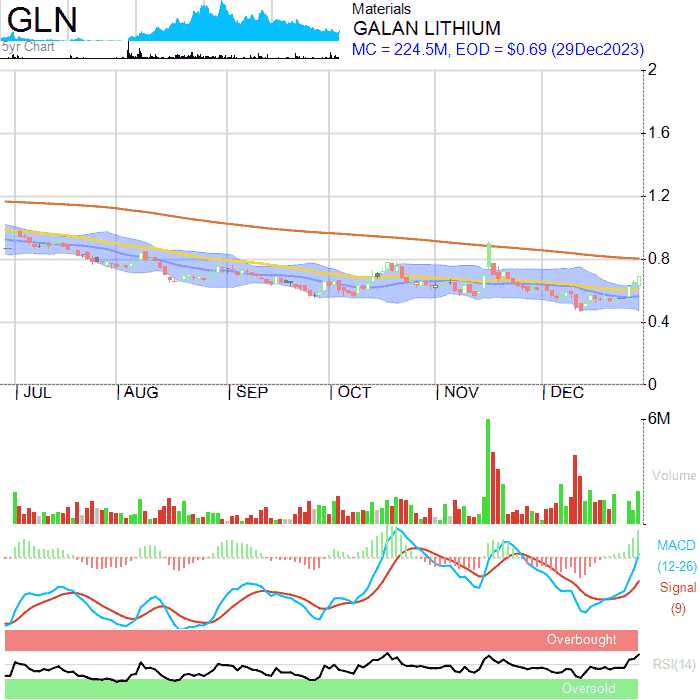 GLN
5yr Chart
Materials
GALAN LITHIUM
MC = 224.5M, EOD = $0.69 (29Dec2023)
2
1.6
1.2
0.8
0.4
0
JUL AUG SEP OCT NOV DEC
6M
Volume
MACD
(12-26)
Signal
(9)
Overbought
RSI(14)
Oversold